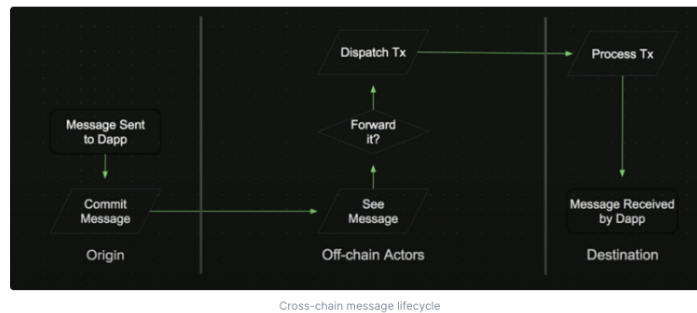 Message Sent
to Dapp
Commit
Message
Origin
Dispatch Tx
Forward
it?
See
Message
Off-chain Actors
Process Tx
Message Received
by Dapp
Destination
Cross-chain message lifecycle